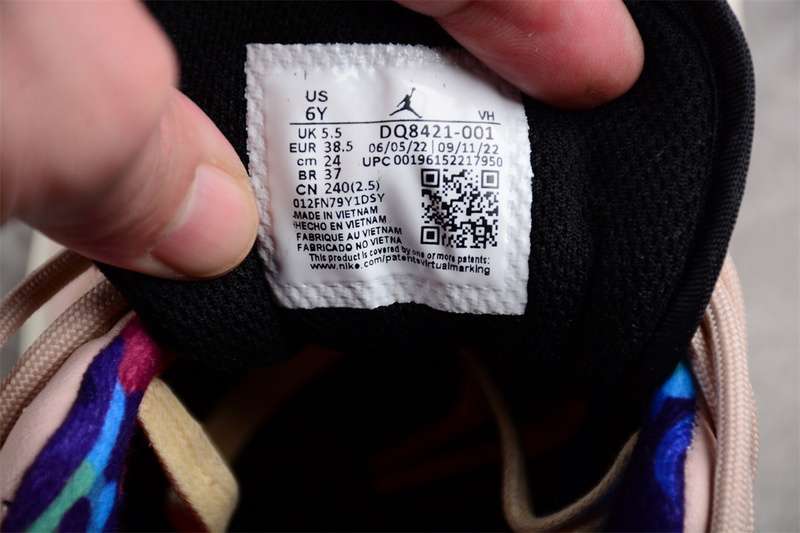 US
6Y
VH
UK 5.5
DQ8421-001
EUR 38.5
06/05/22 | 09/11/22
cm 24
UPC 00196152217950
BR 37
CN 240(2.5)
012FN79Y1DSY
MADE IN VIETNAM
HECHO EN VIETNAM
FABRIQUE AU VIETNAM
FABRICADO NO VIETNA
This product is covered by one or more patents:
www.nike.com/patentsvirtualmarking